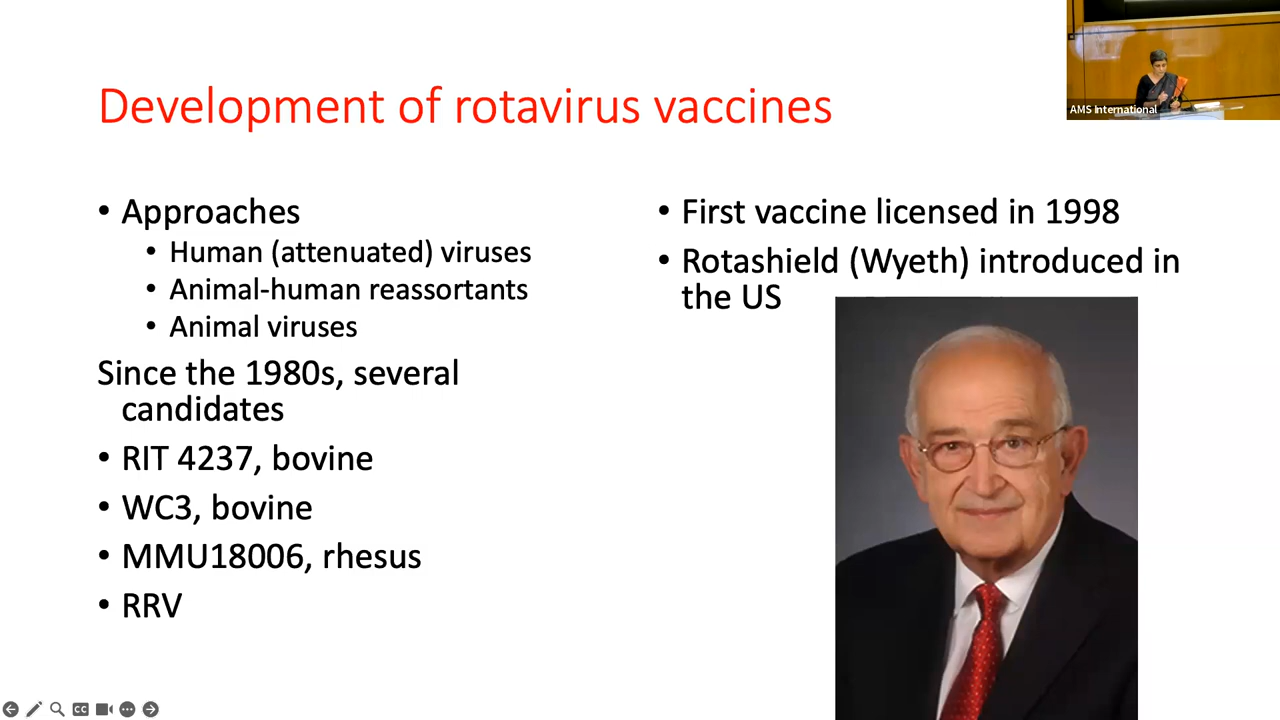 Development of rotavirus vaccines
AMS International
• Approaches
• Human (attenuated) viruses
• Animal-human reassortants
• Animal viruses
Since the 1980s, several
candidates
• RIT 4237, bovine
• WC3, bovine
• MMU18006, rhesus
• RRV
• First vaccine licensed in 1998
• Rotashield (Wyeth) introduced in
the US
CC